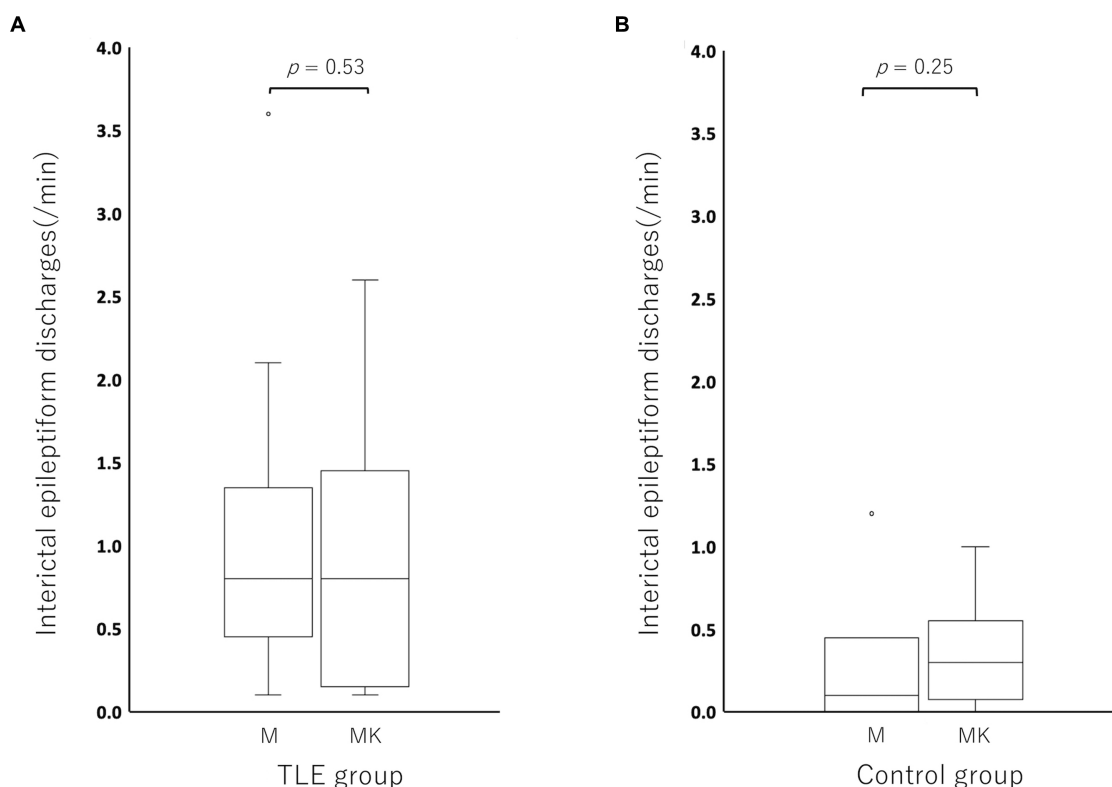 A
Interictal epileptiform discharges(/min)
4.0
3.5
3.0
2.5
2.0
1.5
1.0
0.5
0.0
p = 0.53
M MK
TLE group
B
Interictal epileptiform discharges(/min)
4.0
3.5
3.0
2.5
2.0
1.5
1.0
0.5
0.0
p = 0.25
M MK
Control group